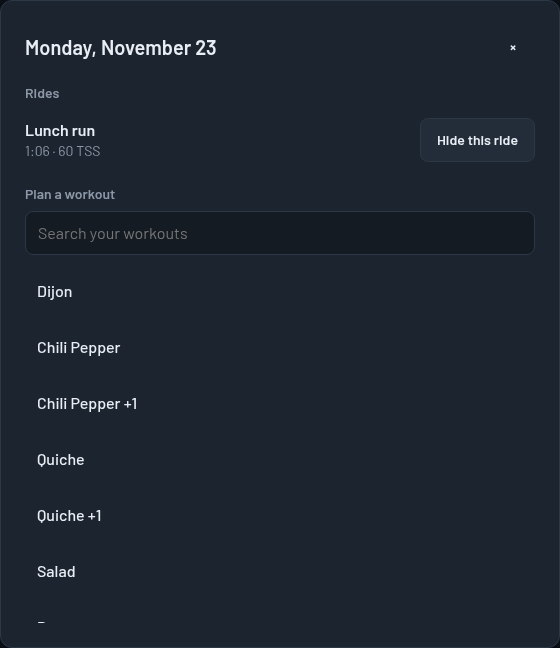 Monday, November 23
×
Rides
Lunch run
1:06 · 60 TSS
Hide this ride
Plan a workout
Search your workouts
Dijon
Chili Pepper
Chili Pepper +1
Quiche
Quiche +1
Salad